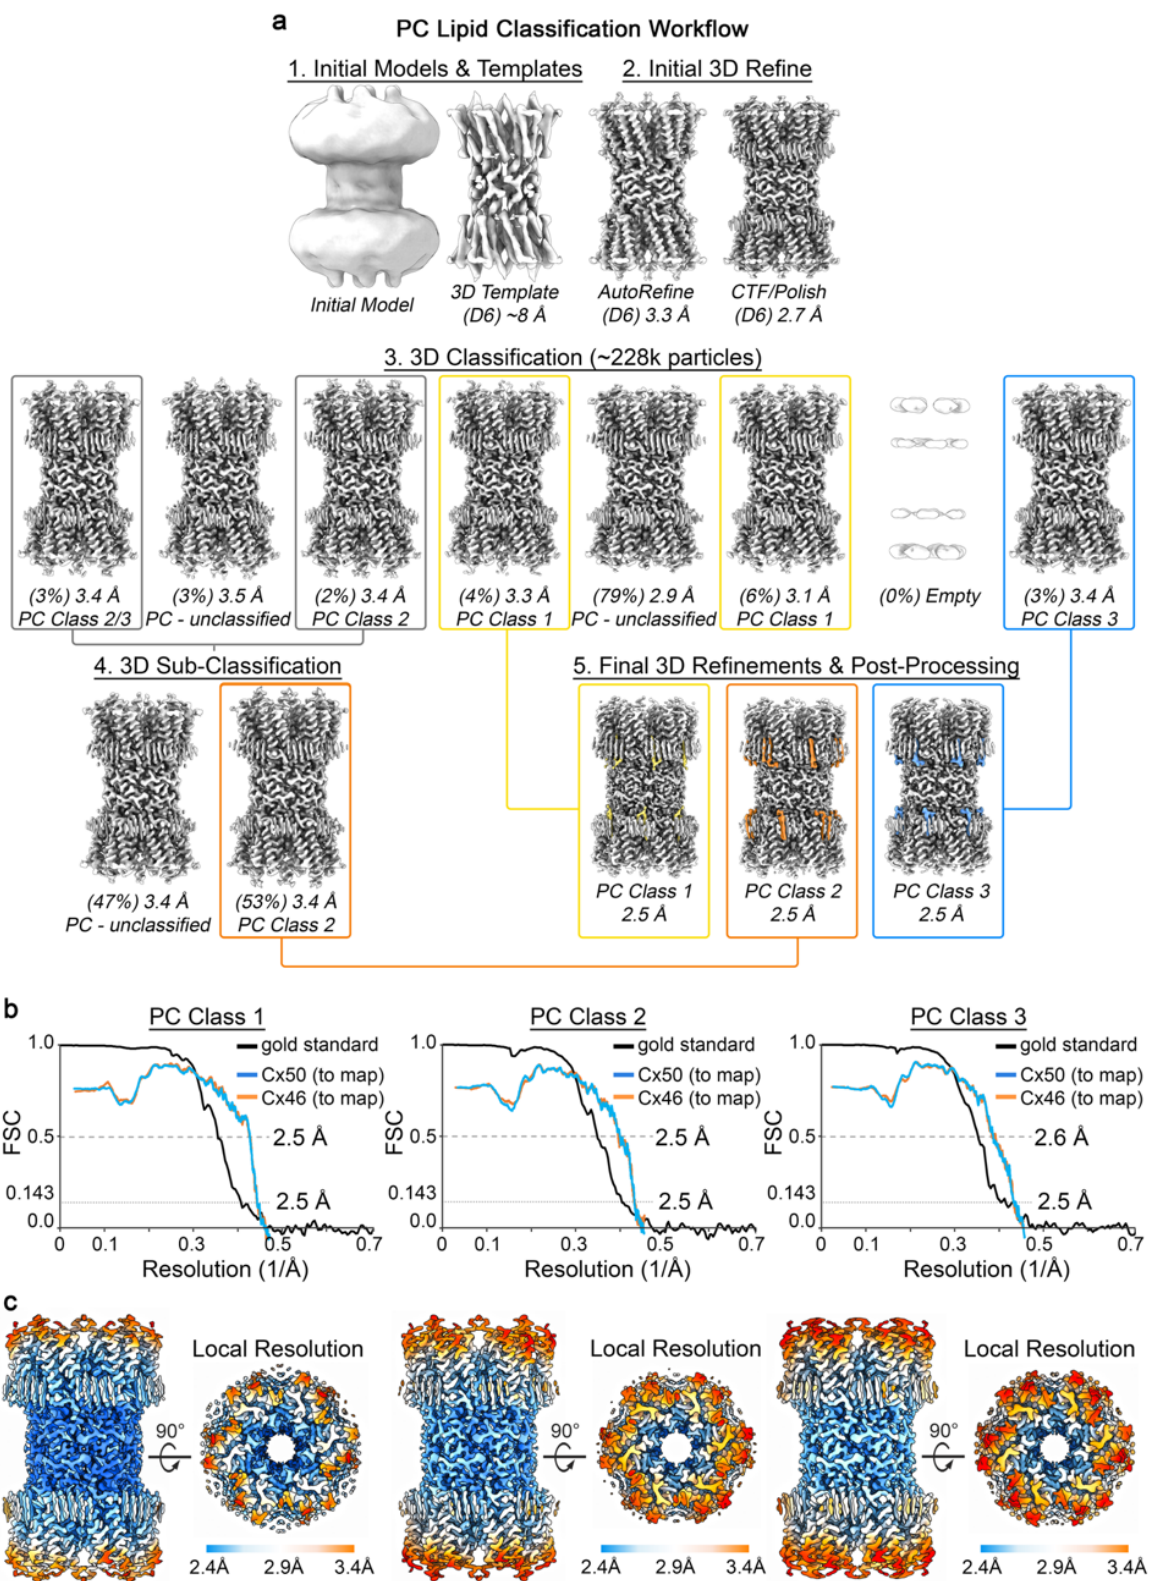 a
PC Lipid Classification Workflow
1. Initial Models & Templates
2. Initial 3D Refine
Initial Model
3D Template
(D6) ~8 Å
AutoRefine
(D6) 3.3 Å
CTF/Polish
(D6) 2.7 Å
3. 3D Classification (~228k particles)
(3%) 3.4 Å
PC Class 2/3
(3%) 3.5 Å
PC - unclassified
(2%) 3.4 Å
PC Class 2
(4%) 3.3 Å
PC Class 1
(79%) 2.9 Å
PC - unclassified
(6%) 3.1 Å
PC Class 1
(0%) Empty
(3%) 3.4 Å
PC Class 3
4. 3D Sub-Classification
5. Final 3D Refinements & Post-Processing
(47%) 3.4 Å
PC - unclassified
(53%) 3.4 Å
PC Class 2
PC Class 1
2.5 Å
PC Class 2
2.5 Å
PC Class 3
2.5 Å
b
PC Class 1
1.0
gold standard
Cx50 (to map)
Cx46 (to map)
FSC
0.5
2.5 Å
0.143
2.5 Å
0.0
0 0.1 0.3 0.5 0.7
Resolution (1/Å)
PC Class 2
1.0
gold standard
Cx50 (to map)
Cx46 (to map)
FSC
0.5
2.5 Å
0.143
2.5 Å
0.0
0 0.1 0.3 0.5 0.7
Resolution (1/Å)
PC Class 3
1.0
gold standard
Cx50 (to map)
Cx46 (to map)
FSC
0.5
2.6 Å
0.143
2.5 Å
0.0
0 0.1 0.3 0.5 0.7
Resolution (1/Å)
c
Local Resolution
90°
2.4Å 2.9Å 3.4Å
Local Resolution
90°
2.4Å 2.9Å 3.4Å
Local Resolution
90°
2.4Å 2.9Å 3.4Å